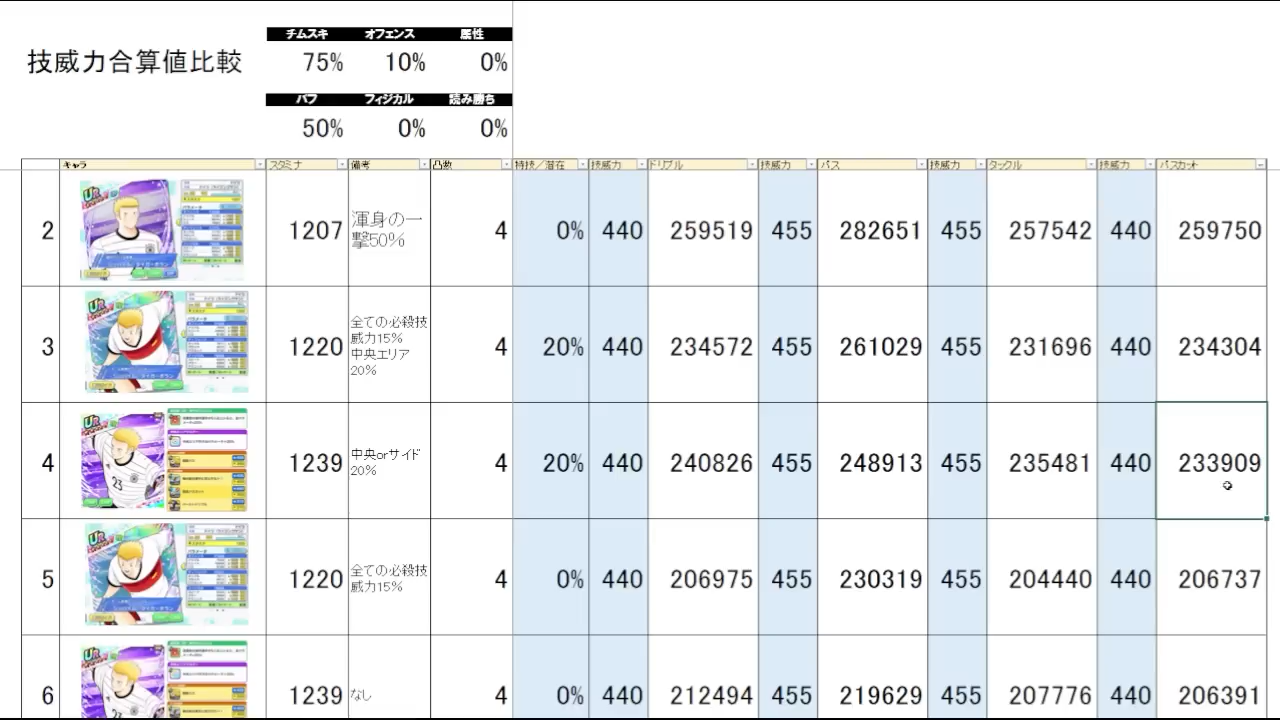 チムスキ オフェンス 属性
技威力合算値比較 75% 10% 0%
バフ フィジカル 読み勝ち
50% 0% 0%
キャラ スタミナ 備考 凸数 持技/潜在 技威力 ドリブル 技威力 パス 技威力 タックル 技威力 パスカット
2 1207 渾身の一 4 0% 440 259519 455 282651 455 257542 440 259750
撃50%
3 1220 全ての必殺技 4 20% 440 234572 455 261029 455 231696 440 234304
威力15%
中央エリア
20%
4 1239 中央orサイド 4 20% 440 240826 455 248913 455 235481 440 233909
20%
5 1220 全ての必殺技 4 0% 440 206975 455 230319 455 204440 440 206737
威力15%
6 1239 なし 4 0% 440 212494 455 219629 455 207776 440 206391